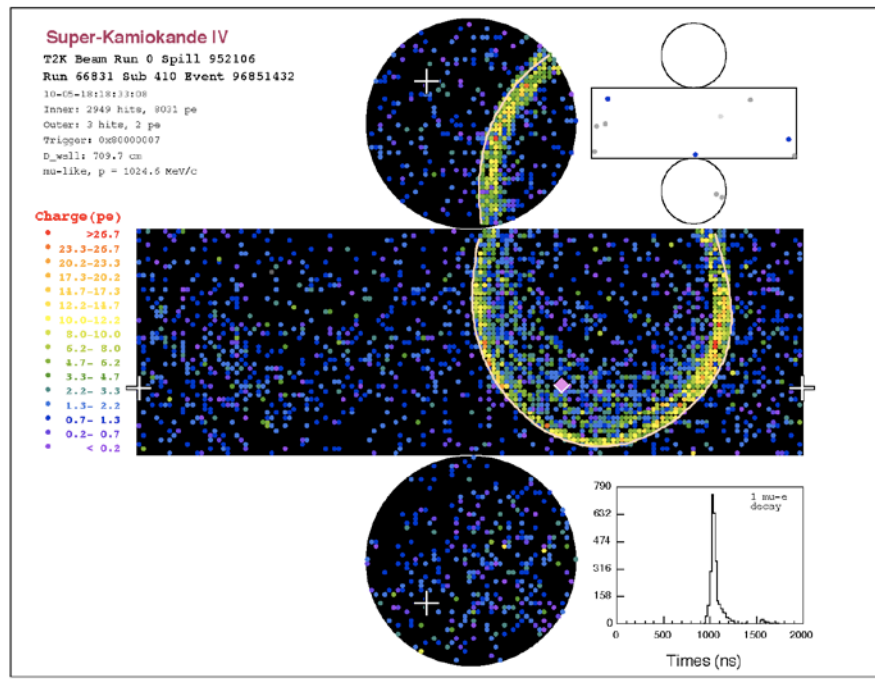 Super-Kamiokande IV
T2K Beam Run 0 Spill 952106
Run 66831 Sub 410 Event 96851432
10-05-18:18:33:08
Inner: 2949 hits, 8031 pe
Outer: 3 hits, 2 pe
Trigger: 0x80000007
D_wall: 709.7 cm
mu-like, p = 1024.6 MeV/c
Charge(pe)
>26.7
23.3-26.7
20.2-23.3
17.3-20.2
14.7-17.3
12.2-14.7
10.0-12.2
8.0-10.0
6.2- 8.0
4.7- 6.2
3.3- 4.7
2.2- 3.3
1.3- 2.2
0.7- 1.3
0.2- 0.7
< 0.2
1 mu-e
decay
790
632
474
316
158
0
0 500 1000 1500 2000
Times (ns)